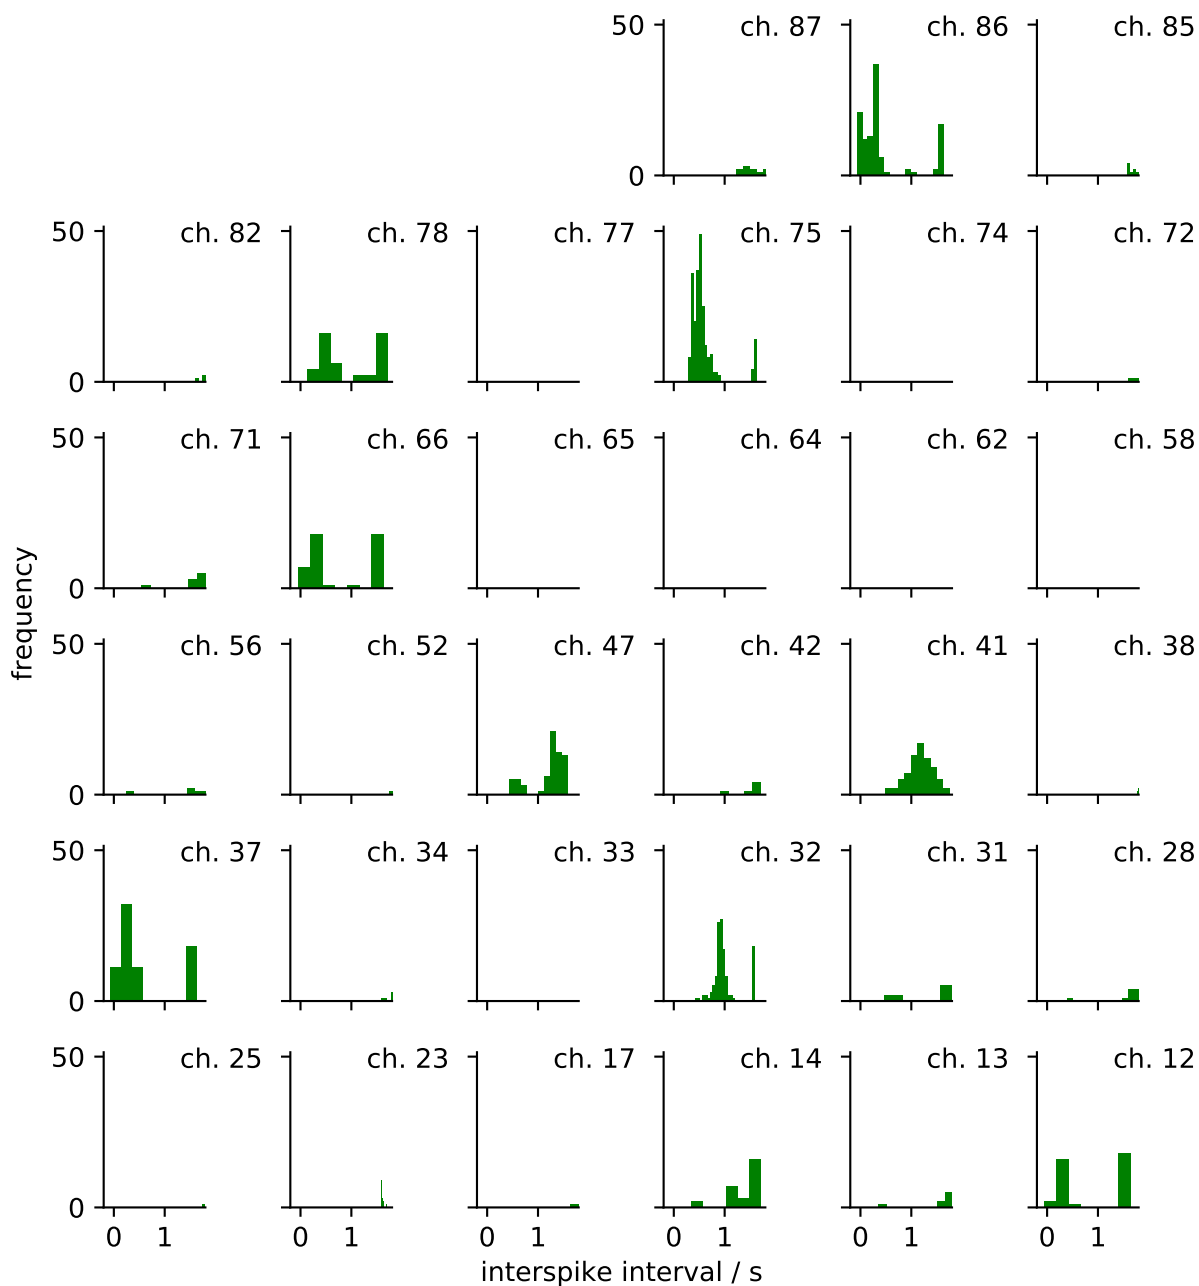 50 ch. 87 ch. 86 ch. 85
0
50 ch. 82 ch. 78 ch. 77 ch. 75 ch. 74 ch. 72
0
50 ch. 71 ch. 66 ch. 65 ch. 64 ch. 62 ch. 58
0
frequency
50 ch. 56 ch. 52 ch. 47 ch. 42 ch. 41 ch. 38
0
50 ch. 37 ch. 34 ch. 33 ch. 32 ch. 31 ch. 28
0
50 ch. 25 ch. 23 ch. 17 ch. 14 ch. 13 ch. 12
0
0 1 0 1 0 1 0 1 0 1 0 1
interspike interval / s